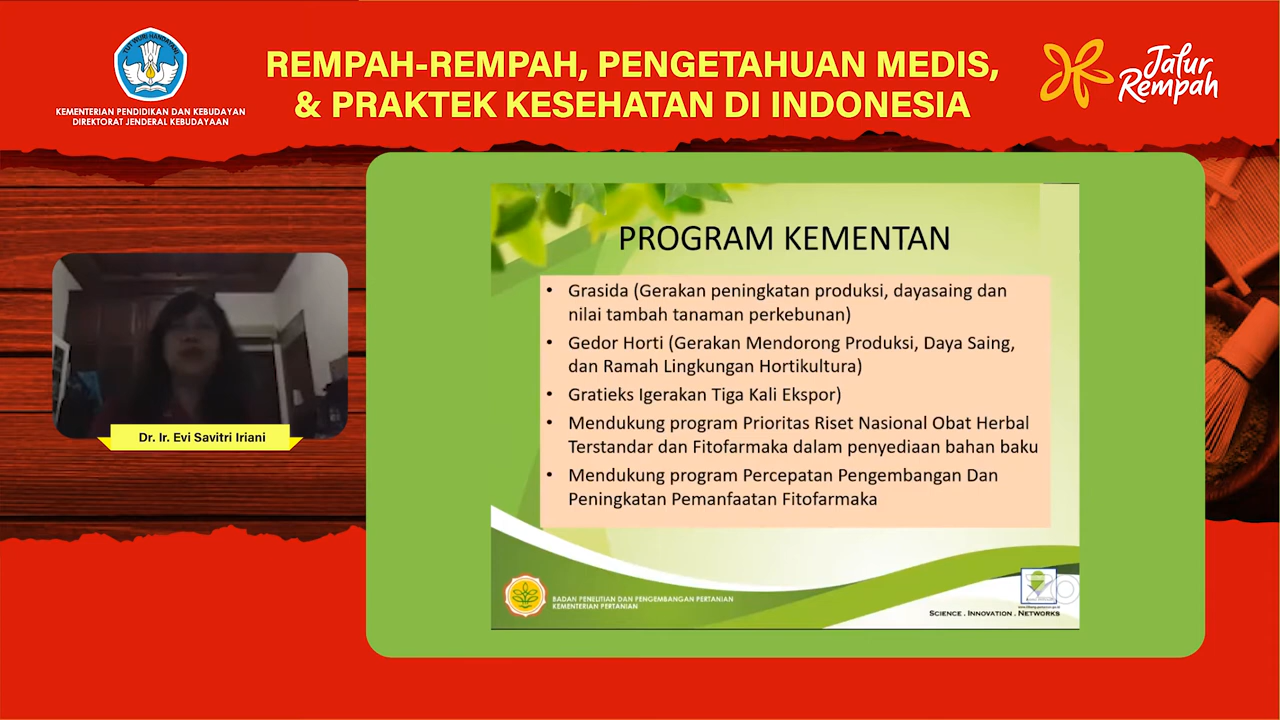 TUT WURI HANDAYANI
KEMENTERIAN PENDIDIKAN DAN KEBUDAYAN
DIREKTORAT JENDERAL KEBUDAYAAN
REMPAH-REMPAH, PENGETAHUAN MEDIS,
& PRAKTEK KESEHATAN DI INDONESIA
Jalur
Rempah
Dr. Ir. Evi Savitri Iriani
PROGRAM KEMENTAN
• Grasida (Gerakan peningkatan produksi, dayasaing dan
nilai tambah tanaman perkebunan)
• Gedor Horti (Gerakan Mendorong Produksi, Daya Saing,
dan Ramah Lingkungan Hortikultura)
• Gratieks Igerakan Tiga Kali Ekspor)
• Mendukung program Prioritas Riset Nasional Obat Herbal
Terstandar dan Fitofarmaka dalam penyediaan bahan baku
• Mendukung program Percepatan Pengembangan Dan
Peningkatan Pemanfaatan Fitofarmaka
BADAN PENELITIAN DAN PENGEMBANGAN PERTANIAN
KEMENTERIAN PERTANIAN
SCIENCE . INNOVATION . NETWORKS